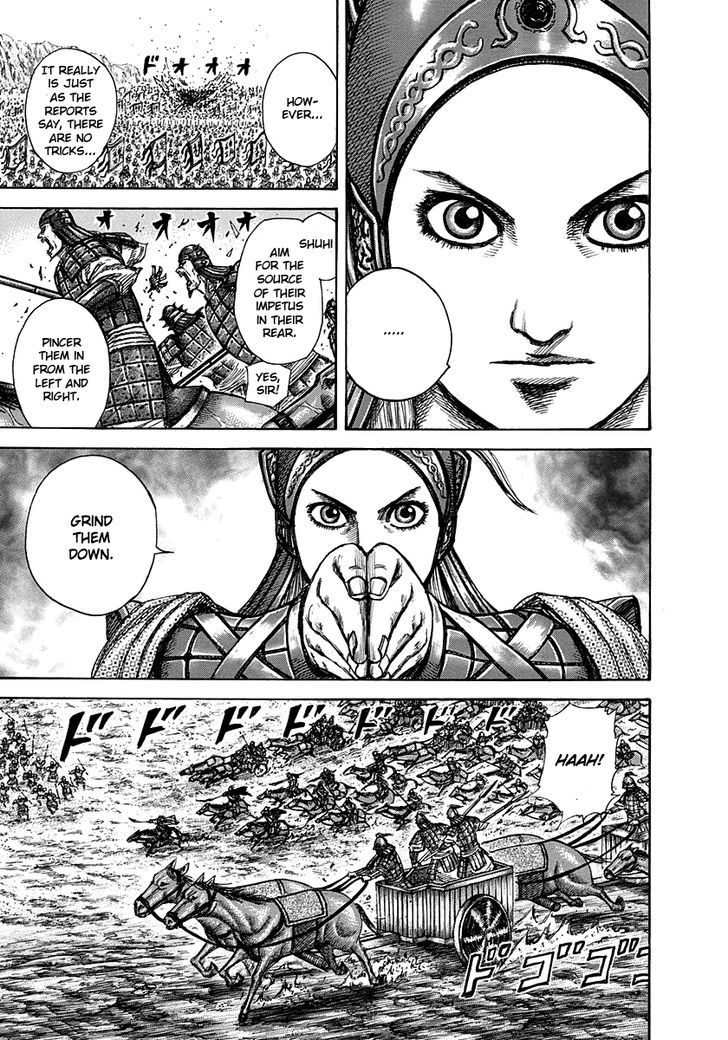 HOW-
EVER...
ドオオオ
IT REALLY
IS JUST
AS THE
REPORTS
SAY, THERE
ARE NO
TRICKS...
......
オオオオ
SHUHI
AIM
FOR THE
SOURCE
OF THEIR
IMPETUS
IN THEIR
REAR.
YES,
SIR!
PINCER
THEM IN
FROM THE
LEFT AND
RIGHT.
GRIND
THEM
DOWN.
HAAH!
ドドドドドドド
ドゴゴゴ